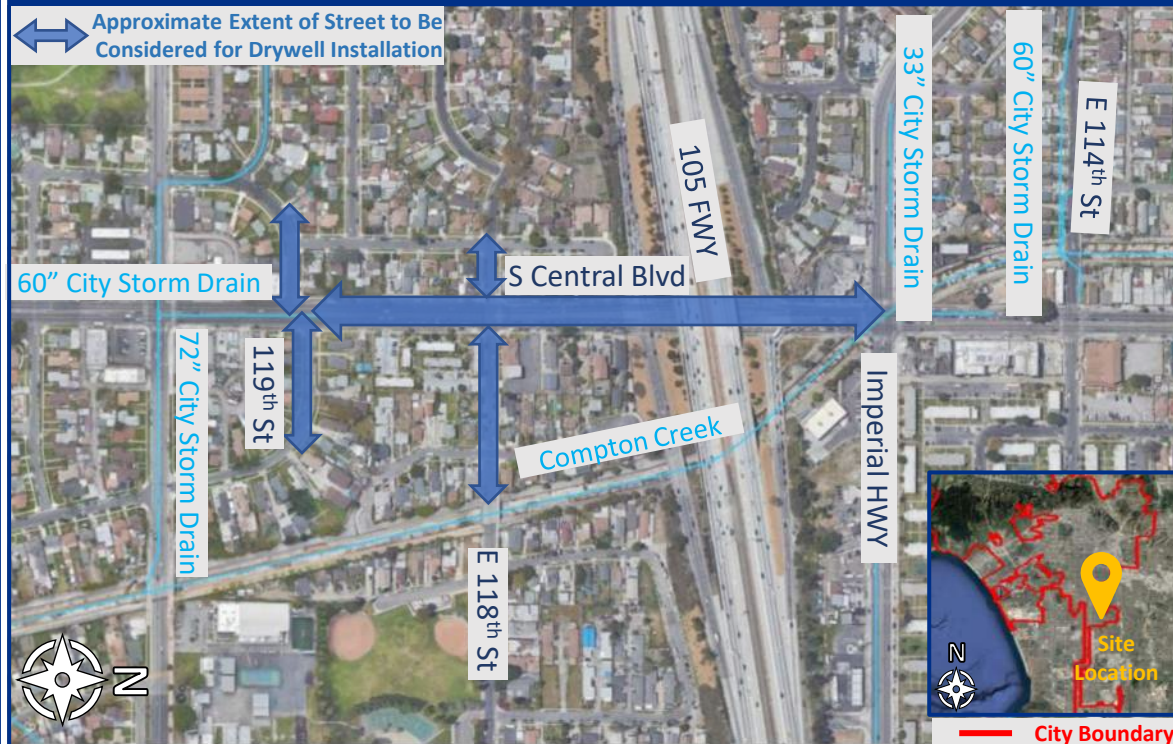 Approximate Extent of Street to Be
Considered for Drywell Installation
33” City Storm Drain
60” City Storm Drain
E 114th St
105 FWY
60” City Storm Drain
S Central Blvd
72” City Storm Drain
119th St
Compton Creek
Imperial HWY
E 118th St
N
N
Site
Location
City Boundary